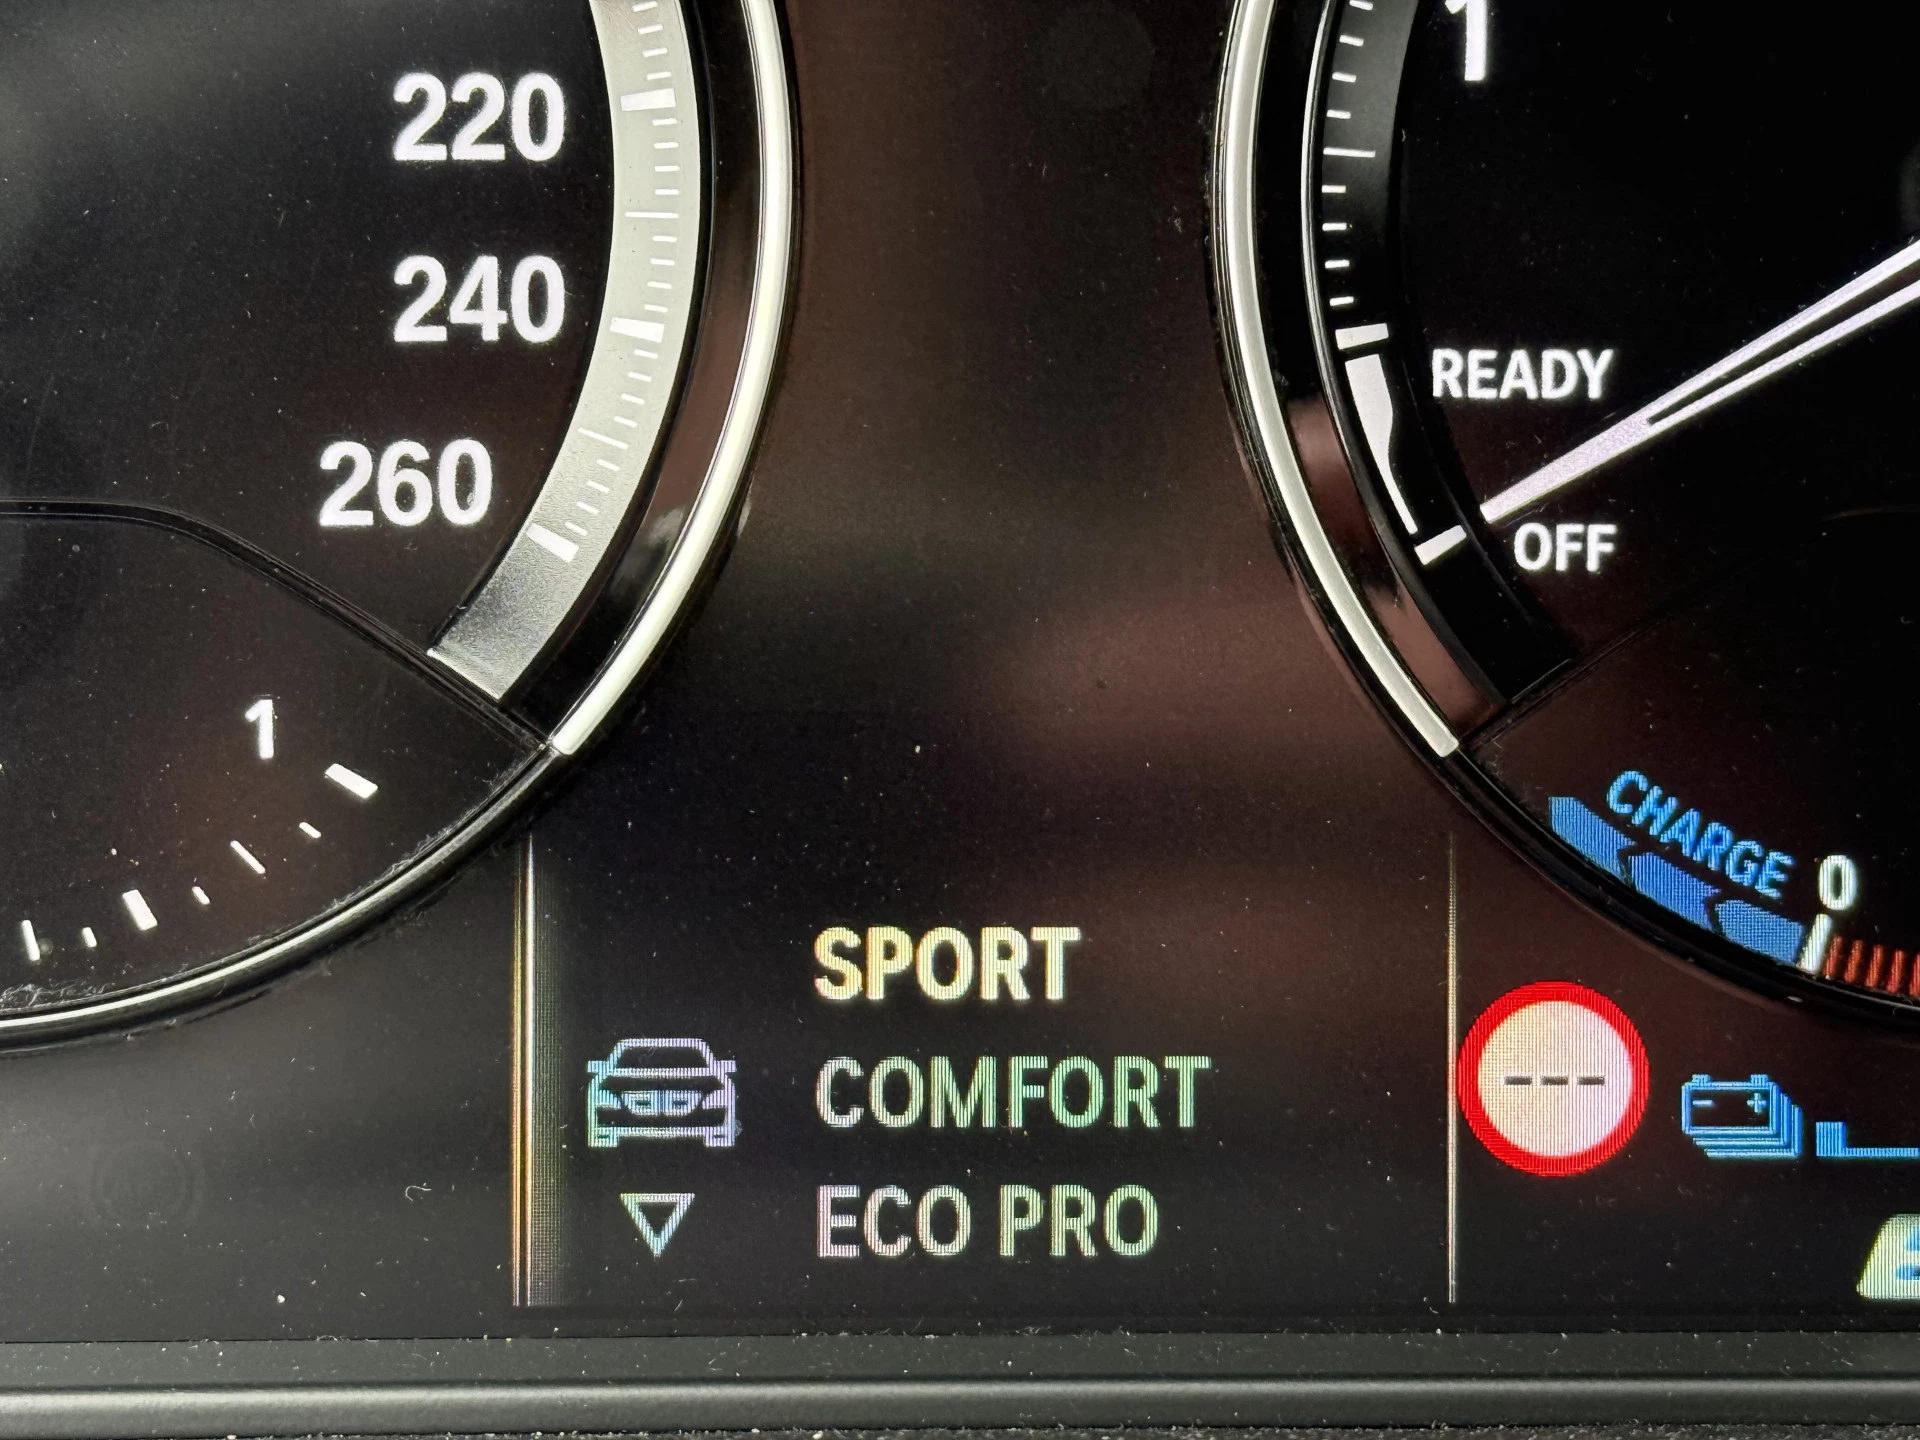 220
240
260
1
1
READY
OFF
CHARGE
0
SPORT
COMFORT
ECO PRO
---
- +